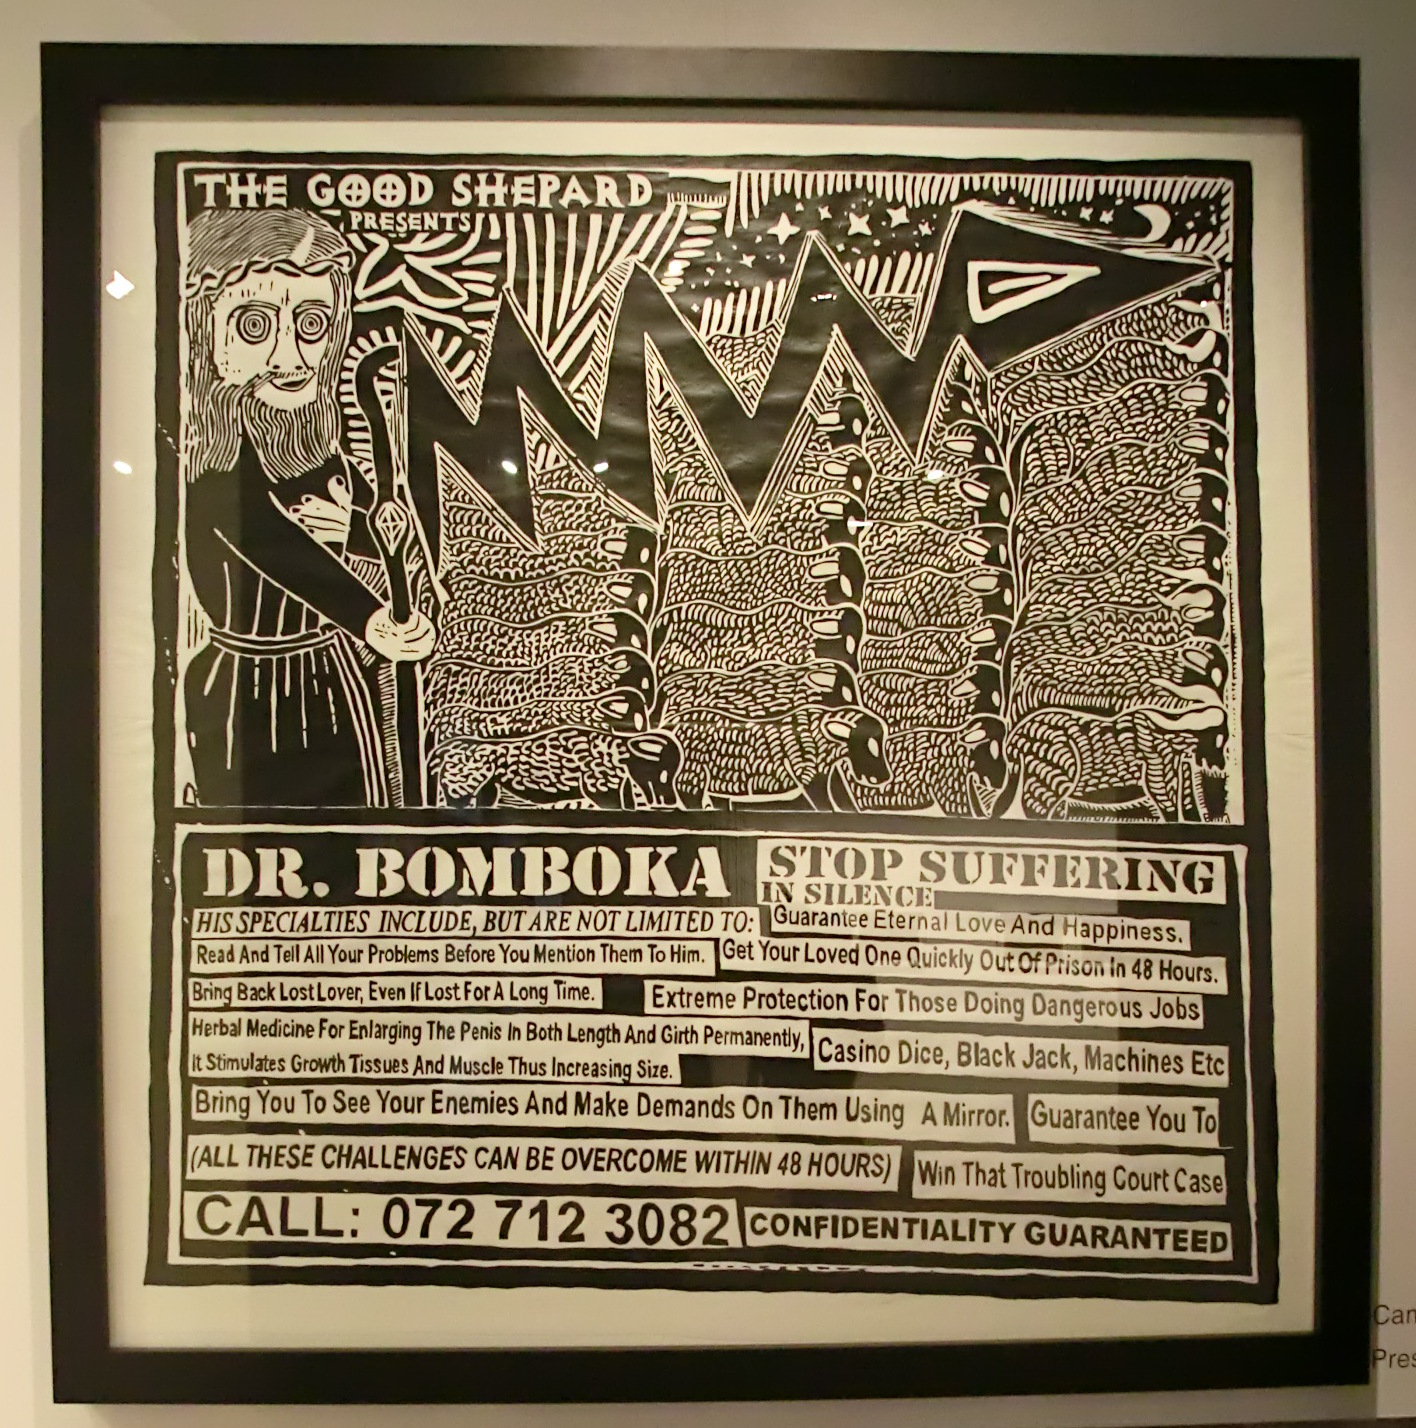 THE GOOD SHEPARD
PRESENTS
DR. BOMBOKA
STOP SUFFERING
IN SILENCE
HIS SPECIALTIES INCLUDE, BUT ARE NOT LIMITED TO:
Guarantee Eternal Love And Happiness.
Read And Tell All Your Problems Before You Mention Them To Him.
Get Your Loved One Quickly Out Of Prison In 48 Hours.
Bring Back Lost Lover, Even If Lost For A Long Time.
Extreme Protection For Those Doing Dangerous Jobs
Herbal Medicine For Enlarging The Penis In Both Length And Girth Permanently,
It Stimulates Growth Tissues And Muscle Thus Increasing Size.
Casino Dice, Black Jack, Machines Etc
Bring You To See Your Enemies And Make Demands On Them Using A Mirror.
Guarantee You To
(ALL THESE CHALLENGES CAN BE OVERCOME WITHIN 48 HOURS)
Win That Troubling Court Case
CALL: 072 712 3082
CONFIDENTIALITY GUARANTEED